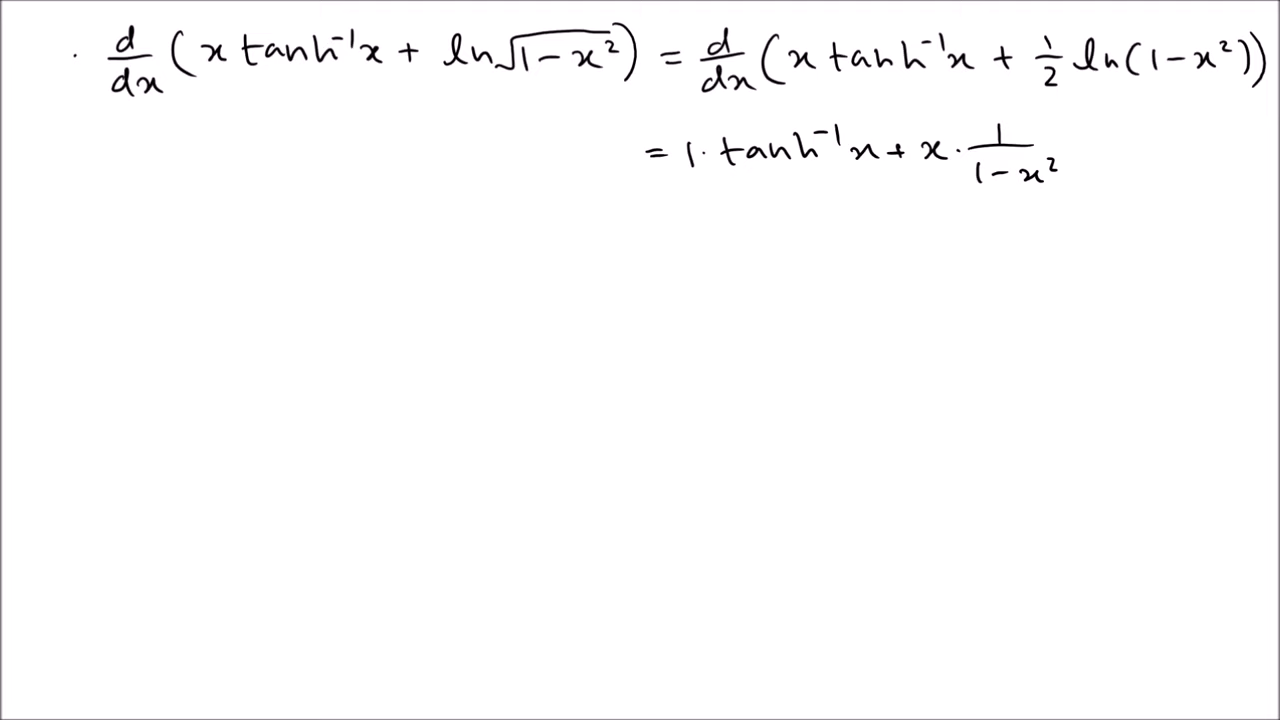 d/dx (x tanh⁻¹x + ln√(1 − x²)) = d/dx (x tanh⁻¹x + 1/2 ln(1 − x²))
= 1 · tanh⁻¹x + x · 1/(1 − x²)